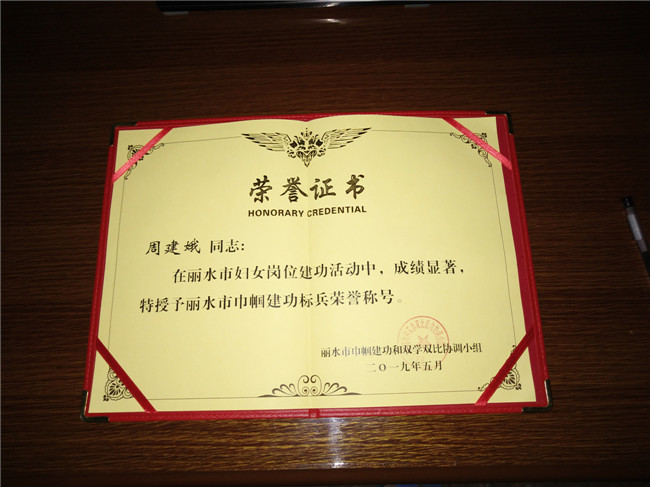 荣誉证书
HONORARY CREDENTIAL
周建娥 同志：
在丽水市妇女岗位建功活动中，成绩显著，
特授予丽水市巾帼建功标兵荣誉称号。
丽水市巾帼建功和双学双比协调小组
二〇一九年五月